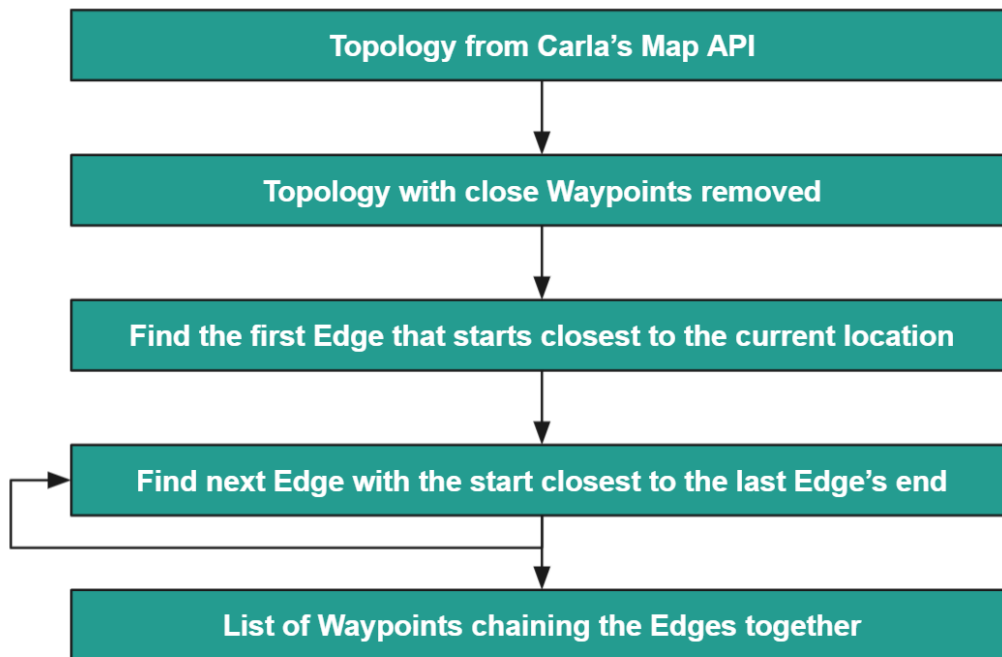 Topology from Carla’s Map API
Topology with close Waypoints removed
Find the first Edge that starts closest to the current location
Find next Edge with the start closest to the last Edge’s end
List of Waypoints chaining the Edges together